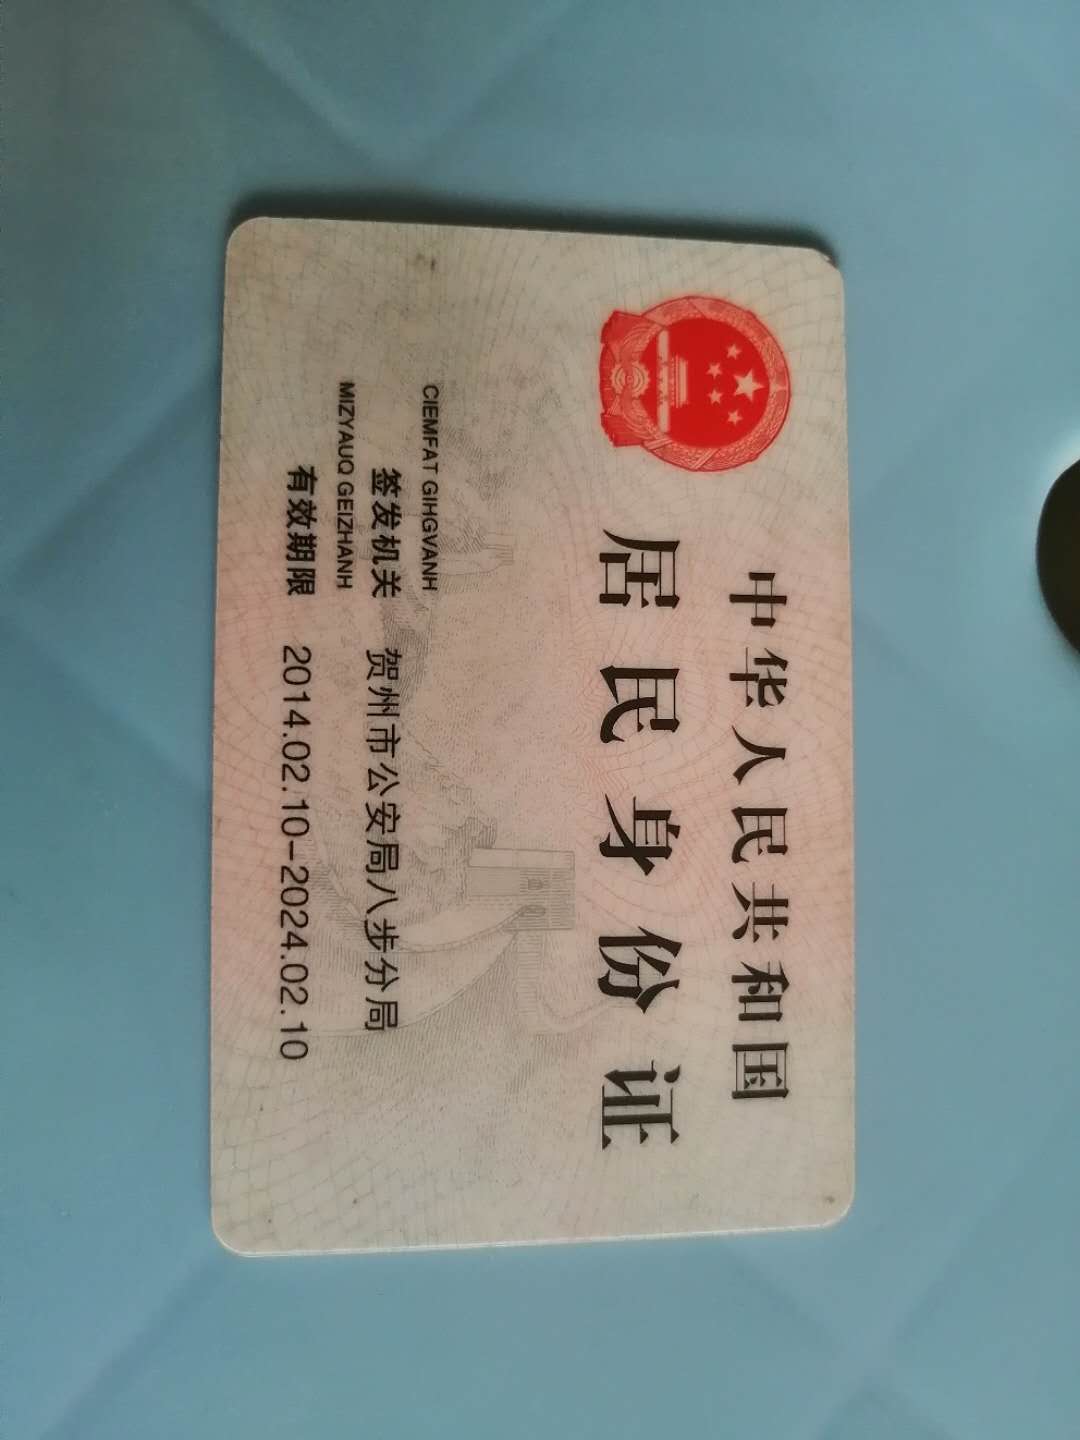 中华人民共和国
居民身份证
CIEMFAT GIHGVANH
签发机关 贺州市公安局八步分局
MIZYAUQ GEIZHANH
有效期限 2014.02.10-2024.02.10